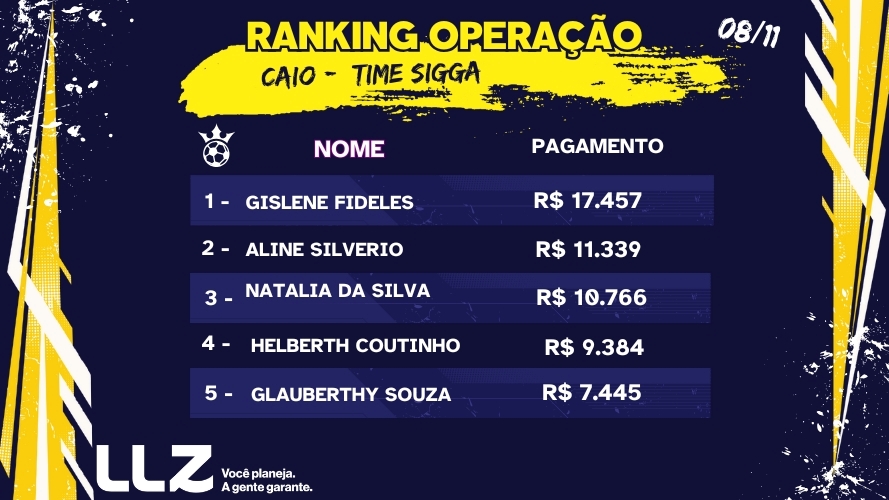 RANKING OPERAÇÃO
08/11
CAIO - TIME SIGGA
NOME PAGAMENTO
1 - GISLENE FIDELES R$ 17.457
2 - ALINE SILVERIO R$ 11.339
3 - NATALIA DA SILVA R$ 10.766
4 - HELBERTH COUTINHO R$ 9.384
5 - GLAUBERTHY SOUZA R$ 7.445
LLZ
Você planeja.
A gente garante.